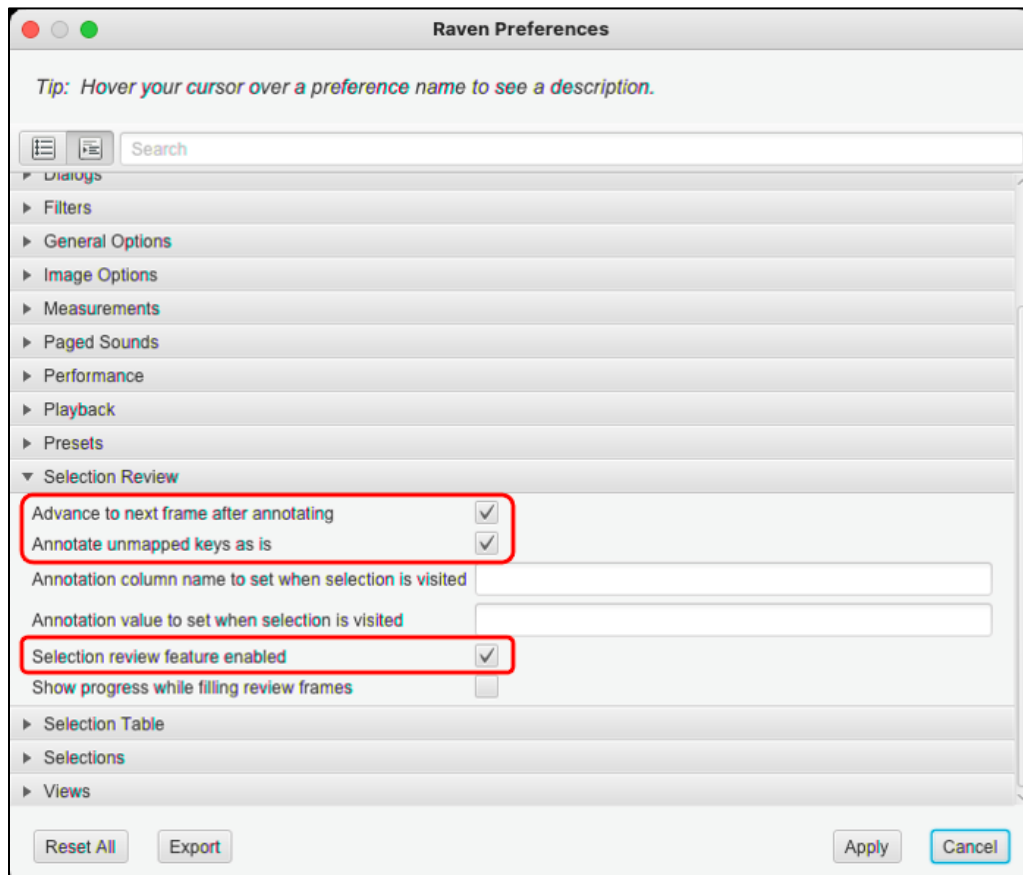 Raven Preferences
Tip: Hover your cursor over a preference name to see a description.
Search
Dialogs
Filters
General Options
Image Options
Measurements
Paged Sounds
Performance
Playback
Presets
Selection Review
Advance to next frame after annotating
Annotate unmapped keys as is
Annotation column name to set when selection is visited
Annotation value to set when selection is visited
Selection review feature enabled
Show progress while filling review frames
Selection Table
Selections
Views
Reset All Export Apply Cancel